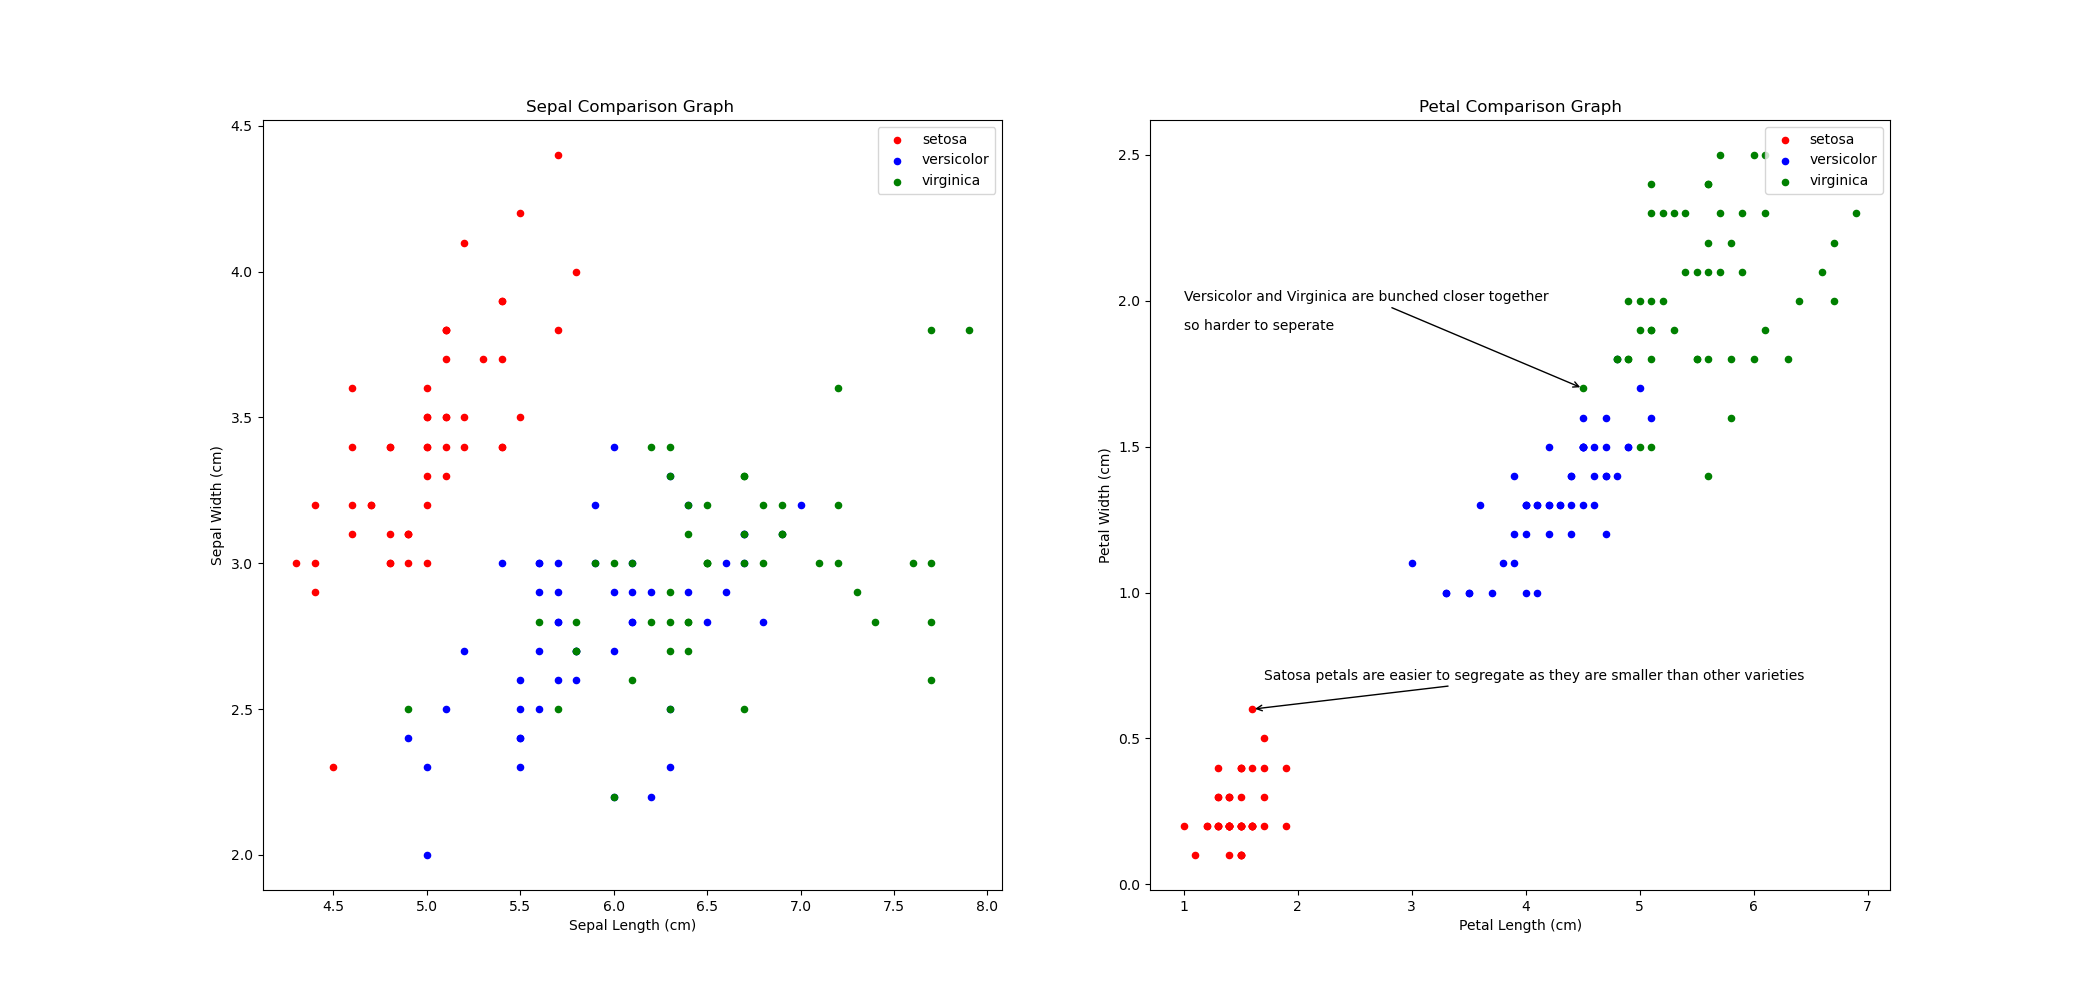 Sepal Comparison Graph
4.5
4.0
3.5
3.0
2.5
2.0
Sepal Width (cm)
setosa
versicolor
virginica
4.5 5.0 5.5 6.0 6.5 7.0 7.5 8.0
Sepal Length (cm)
Petal Comparison Graph
2.5
2.0
1.5
1.0
0.5
0.0
Petal Width (cm)
setosa
versicolor
virginica
Versicolor and Virginica are bunched closer together
so harder to seperate
Satosa petals are easier to segregate as they are smaller than other varieties
1 2 3 4 5 6 7
Petal Length (cm)